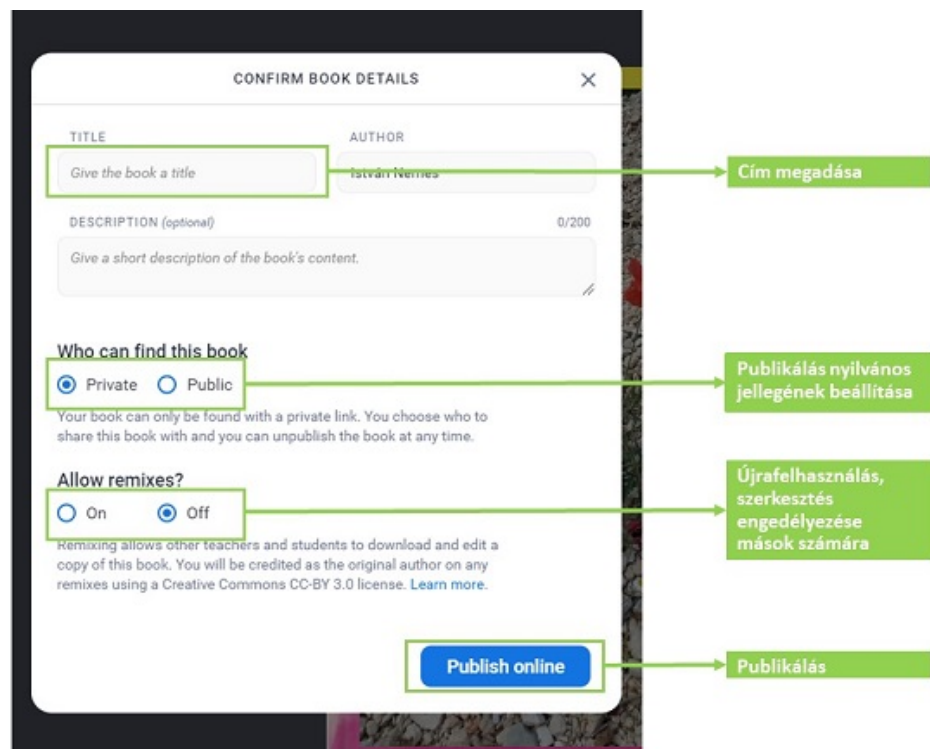 CONFIRM BOOK DETAILS
TITLE
AUTHOR
Give the book a title
István Nemes
Cím megadása
DESCRIPTION (optional)
0/200
Give a short description of the book's content.
Who can find this book
Private
Public
Publikálás nyilvános
jellegének beállítása
Your book can only be found with a private link. You choose who to
share this book with and you can unpublish the book at any time.
Allow remixes?
On
Off
Újrafelhasználás,
szerkesztés
engedélyezése
mások számára
Remixing allows other teachers and students to download and edit a
copy of this book. You will be credited as the original author on any
remixes using a Creative Commons CC-BY 3.0 license. Learn more.
Publish online
Publikálás